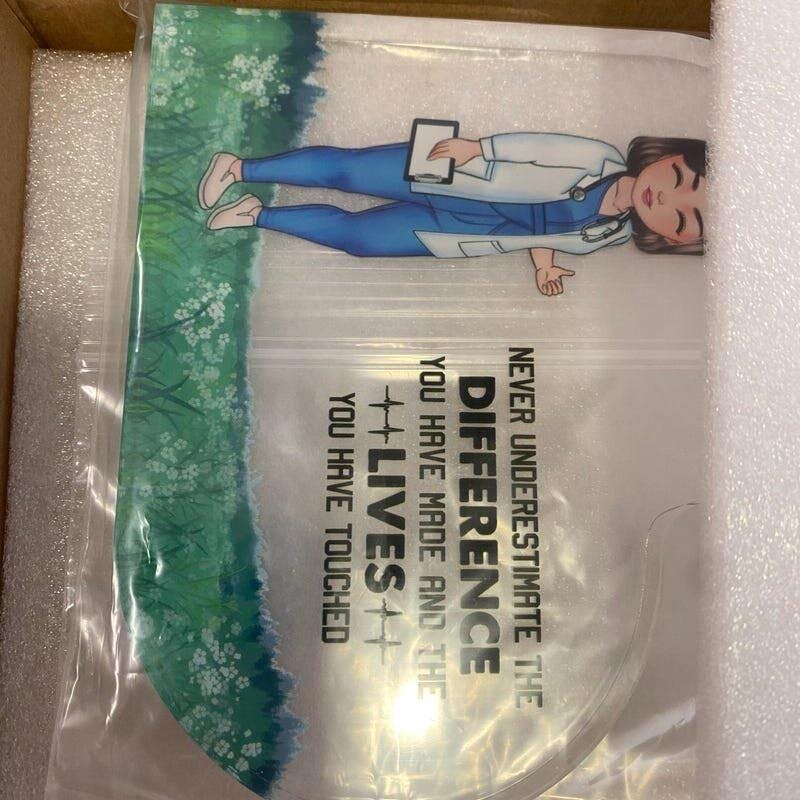 NEVER UNDERESTIMATE THE
DIFFERENCE
YOU HAVE MADE AND THE
LIVES
YOU HAVE TOUCHED